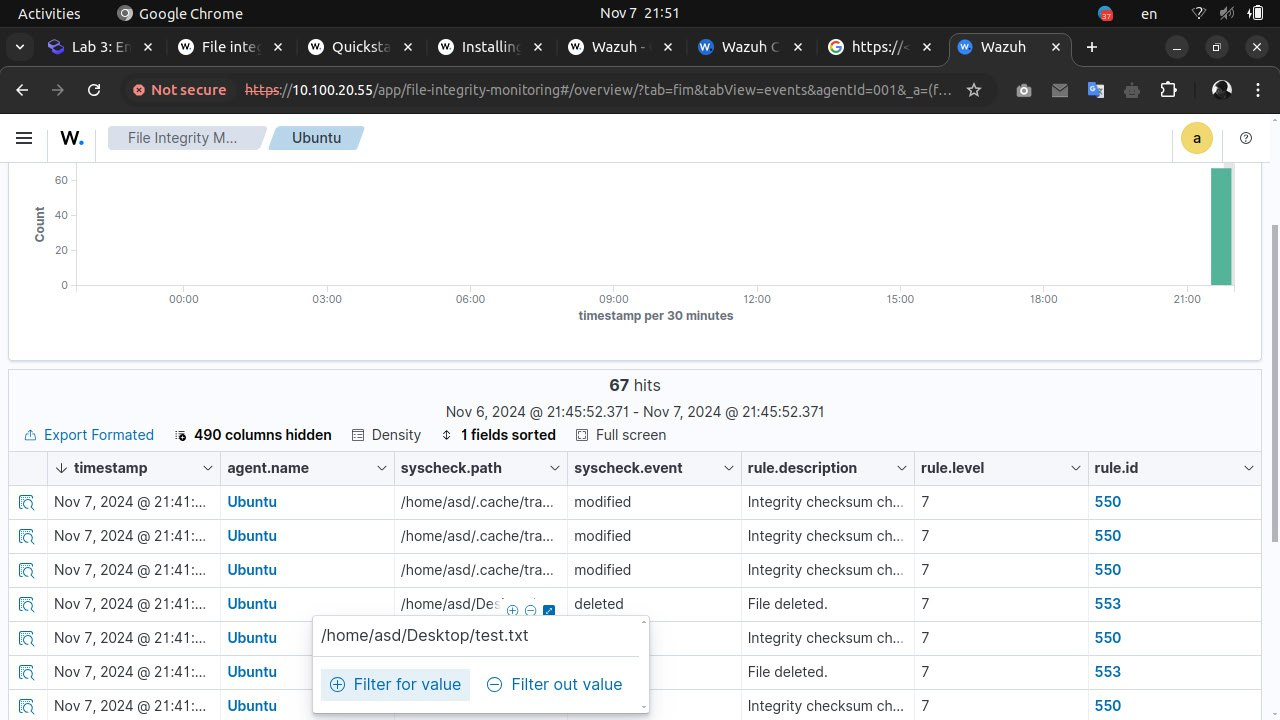 Activities Google Chrome Nov 7 21:51 en
Lab 3: En File inte Quicksta Installing Wazuh - Wazuh C https://< Wazuh
Not secure https://10.100.20.55/app/file-integrity-monitoring#/overview/?tab=fim&tabView=events&agentId=001&_a=(f...
W. File Integrity M... Ubuntu a
60
40
20
0
Count
00:00 03:00 06:00 09:00 12:00 15:00 18:00 21:00
timestamp per 30 minutes
67 hits
Nov 6, 2024 @ 21:45:52.371 - Nov 7, 2024 @ 21:45:52.371
Export Formated 490 columns hidden Density 1 fields sorted Full screen
timestamp agent.name syscheck.path syscheck.event rule.description rule.level rule.id
Nov 7, 2024 @ 21:41:... Ubuntu /home/asd/.cache/tra... modified Integrity checksum ch... 7 550
Nov 7, 2024 @ 21:41:... Ubuntu /home/asd/.cache/tra... modified Integrity checksum ch... 7 550
Nov 7, 2024 @ 21:41:... Ubuntu /home/asd/.cache/tra... modified Integrity checksum ch... 7 550
Nov 7, 2024 @ 21:41:... Ubuntu /home/asd/Des deleted File deleted. 7 553
/home/asd/Desktop/test.txt
Filter for value Filter out value
Nov 7, 2024 @ 21:41:... Ubuntu Integrity checksum ch... 7 550
Nov 7, 2024 @ 21:41:... Ubuntu File deleted. 7 553
Nov 7, 2024 @ 21:41:... Ubuntu Integrity checksum ch... 7 550